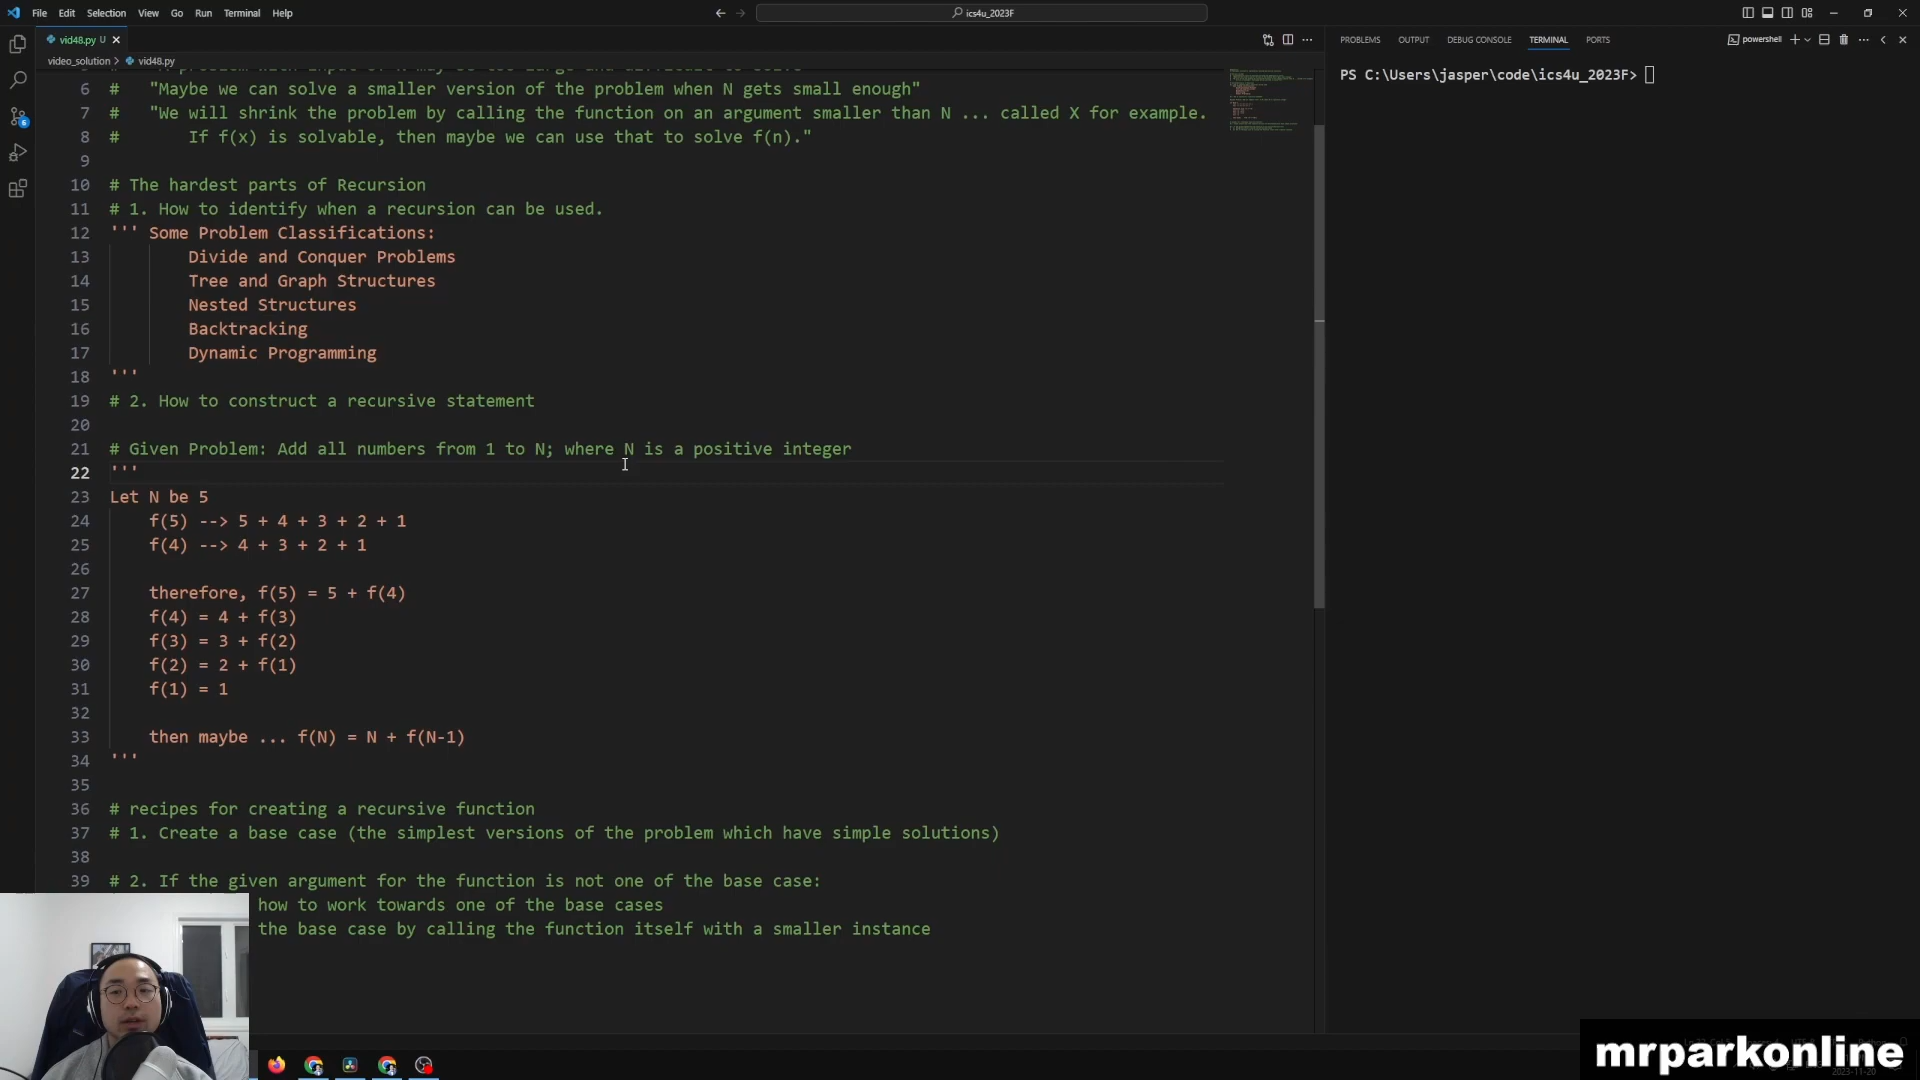 File Edit Selection View Go Run Terminal Help
ics4u_2023F
vid48.py U
PROBLEMS OUTPUT DEBUG CONSOLE TERMINAL PORTS
powershell
video_solution > vid48.py
PS C:\Users\jasper\code\ics4u_2023F>
6 # "Maybe we can solve a smaller version of the problem when N gets small enough"
7 # "We will shrink the problem by calling the function on an argument smaller than N ... called X for example.
8 # If f(x) is solvable, then maybe we can use that to solve f(n)."
9
10 # The hardest parts of Recursion
11 # 1. How to identify when a recursion can be used.
12 ''' Some Problem Classifications:
13 Divide and Conquer Problems
14 Tree and Graph Structures
15 Nested Structures
16 Backtracking
17 Dynamic Programming
18 '''
19 # 2. How to construct a recursive statement
20
21 # Given Problem: Add all numbers from 1 to N; where N is a positive integer
22 '''
23 Let N be 5
24 f(5) --> 5 + 4 + 3 + 2 + 1
25 f(4) --> 4 + 3 + 2 + 1
26
27 therefore, f(5) = 5 + f(4)
28 f(4) = 4 + f(3)
29 f(3) = 3 + f(2)
30 f(2) = 2 + f(1)
31 f(1) = 1
32
33 then maybe ... f(N) = N + f(N-1)
34 '''
35
36 # recipes for creating a recursive function
37 # 1. Create a base case (the simplest versions of the problem which have simple solutions)
38
39 # 2. If the given argument for the function is not one of the base case:
how to work towards one of the base cases
the base case by calling the function itself with a smaller instance
mrparkonline
2023-11-20